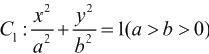 C₁ : x²/a² + y²/b² = 1(a > b > 0)